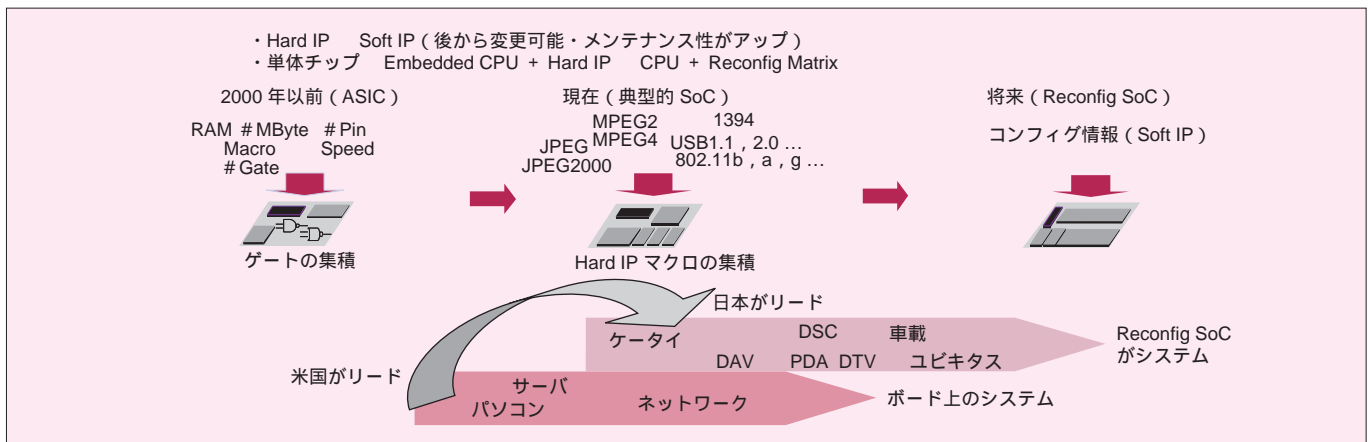 ・Hard IP Soft IP（後から変更可能・メンテナンス性がアップ）
・単体チップ Embedded CPU + Hard IP CPU + Reconfig Matrix
2000 年以前（ASIC）
RAM ＃MByte ＃Pin
Macro Speed
＃Gate
ゲートの集積
現在（典型的 SoC）
MPEG2 1394
JPEG MPEG4 USB1.1，2.0 …
JPEG2000 802.11b，a，g …
Hard IP マクロの集積
将来（Reconfig SoC）
コンフィグ情報（Soft IP）
日本がリード
ケータイ DSC 車載
DAV PDA DTV ユビキタス
Reconfig SoC
がシステム
米国がリード
サーバ
パソコン ネットワーク
ボード上のシステム